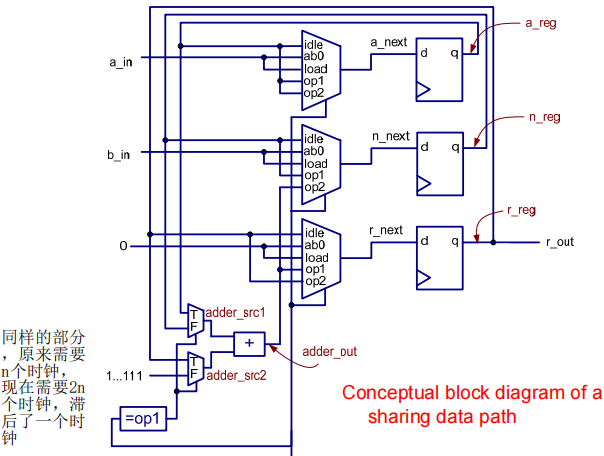 a_reg
idle
ab0
load
op1
op2
a_next
d
q
a_in
n_reg
idle
ab0
load
op1
op2
n_next
d
q
b_in
r_reg
idle
ab0
load
op1
op2
r_next
d
q
0
r_out
T
F
adder_src1
+
adder_out
T
F
adder_src2
1...111
=op1
同样的部分
,原来需要
n个时钟,
现在需要2n
个时钟,滞
后了一个时
钟
Conceptual block diagram of a
sharing data path